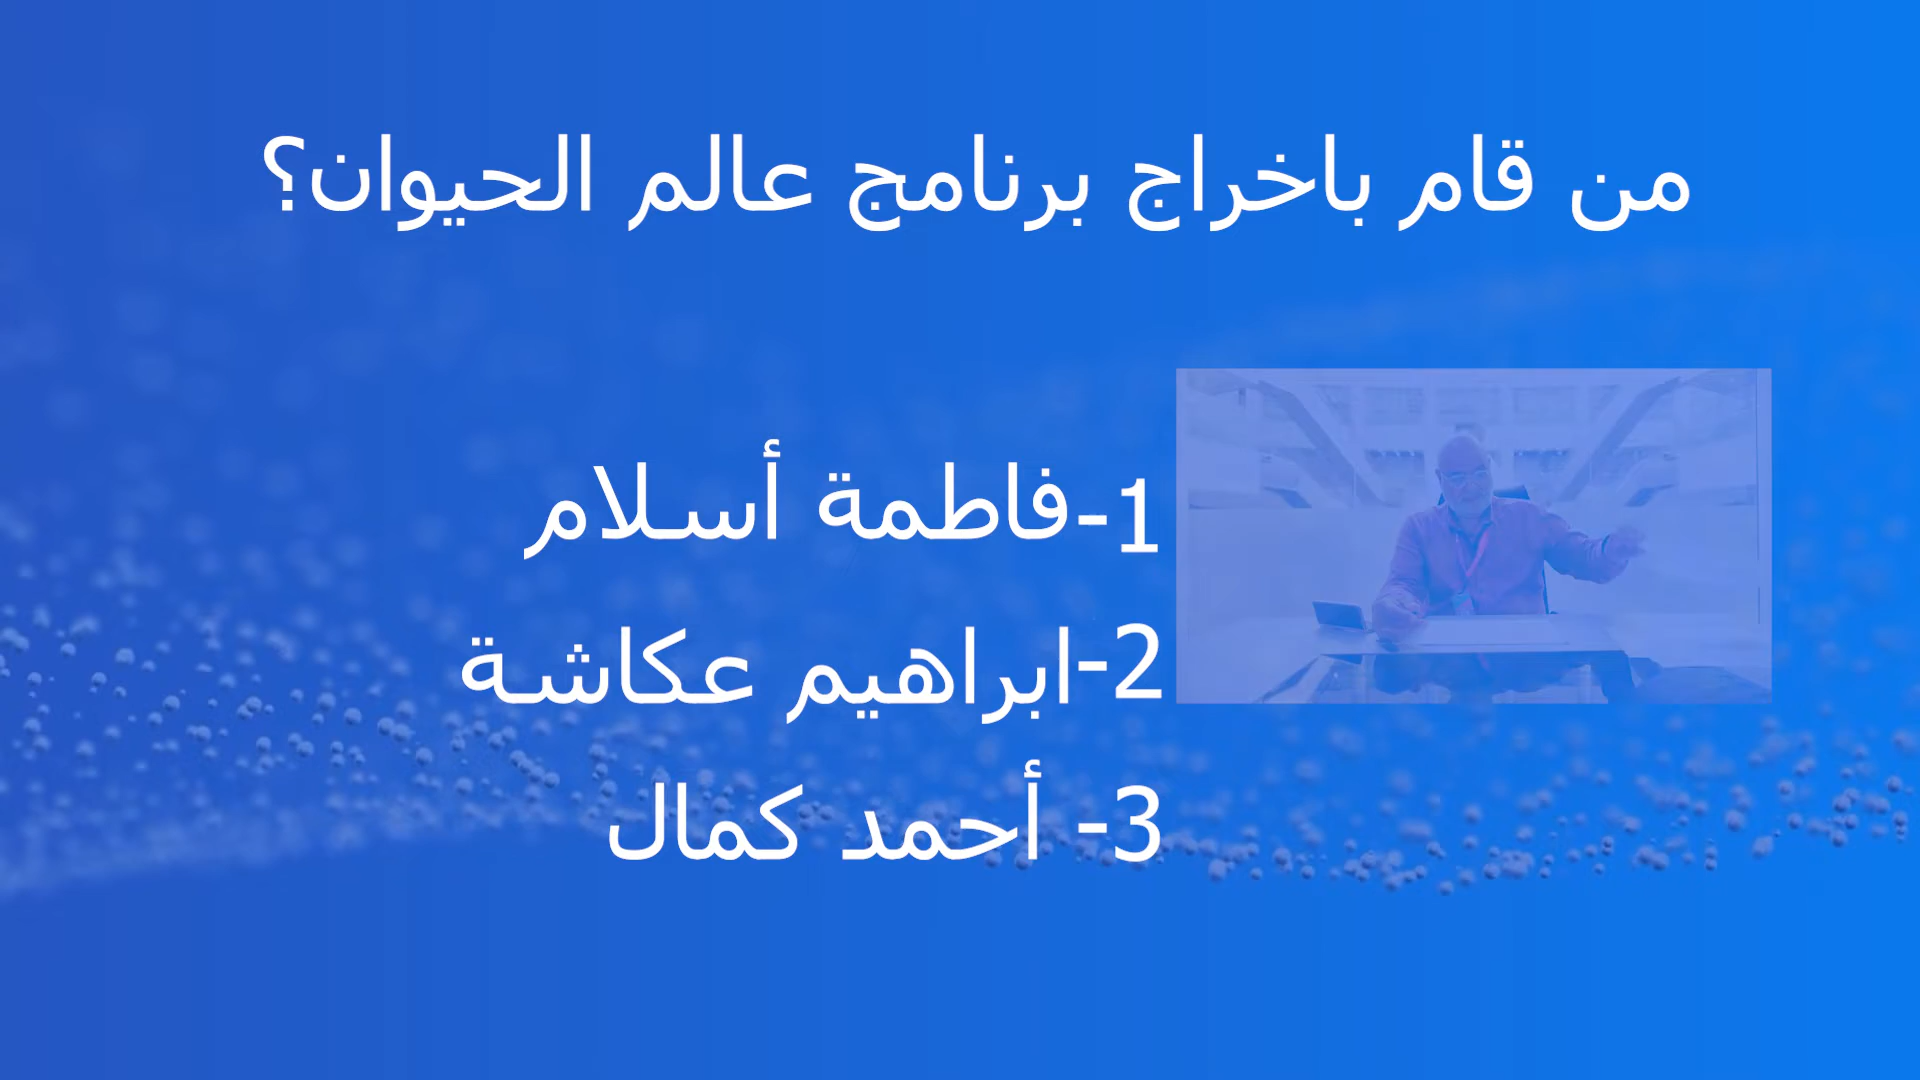 من قام باخراج برنامج عالم الحيوان؟
1-فاطمة أسلام
2-ابراهيم عكاشة
3- أحمد كمال